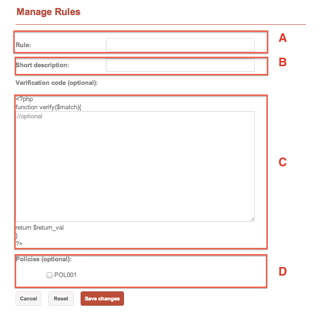 Manage Rules
A
Rule:
B
Short description:
Verification code (optional):
<?php
function verify($match){
//optional
C
return $return_val
}
?>
Policies (optional):
D
POL001
Cancel Reset Save changes